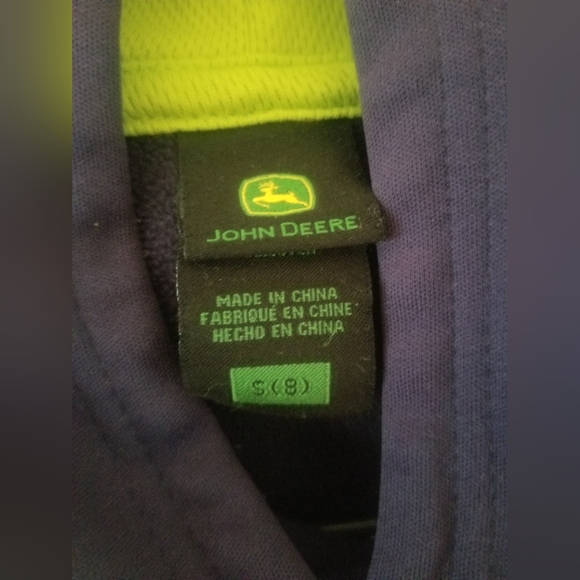 JOHN DEERE
MADE IN CHINA
FABRIQUÉ EN CHINE
HECHO EN CHINA
S(8)